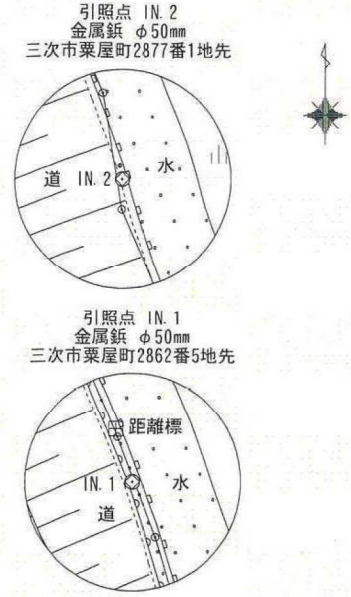 引照点 IN.2
金属鋲 φ50mm
三次市粟屋町2877番1地先
道 IN.2 水
引照点 IN.1
金属鋲 φ50mm
三次市粟屋町2862番5地先
距離標
IN.1 水
道